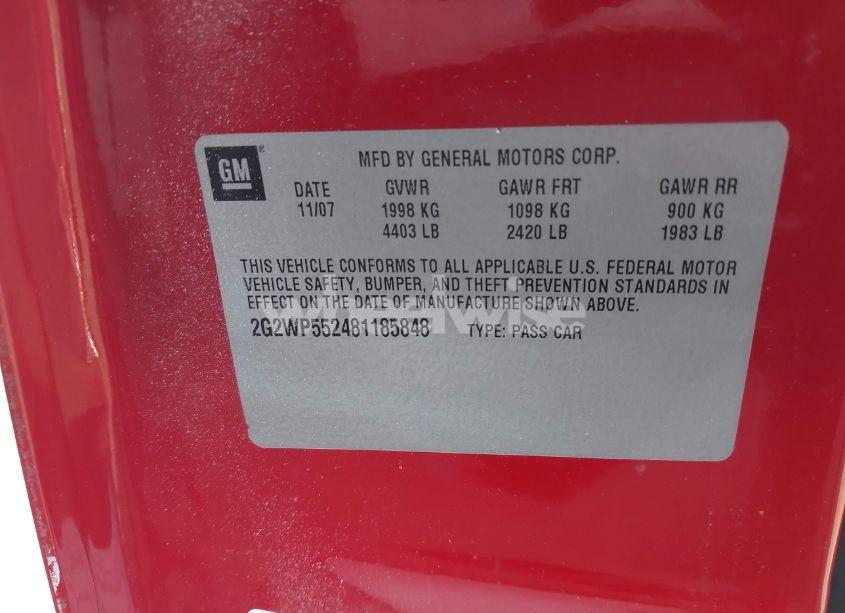 GM
MFD BY GENERAL MOTORS CORP.
DATE GVWR GAWR FRT GAWR RR
11/07 1998 KG 1098 KG 900 KG
4403 LB 2420 LB 1983 LB
THIS VEHICLE CONFORMS TO ALL APPLICABLE U.S. FEDERAL MOTOR
VEHICLE SAFETY, BUMPER, AND THEFT PREVENTION STANDARDS IN
EFFECT ON THE DATE OF MANUFACTURE SHOWN ABOVE.
2G2WP552481185848 TYPE: PASS CAR